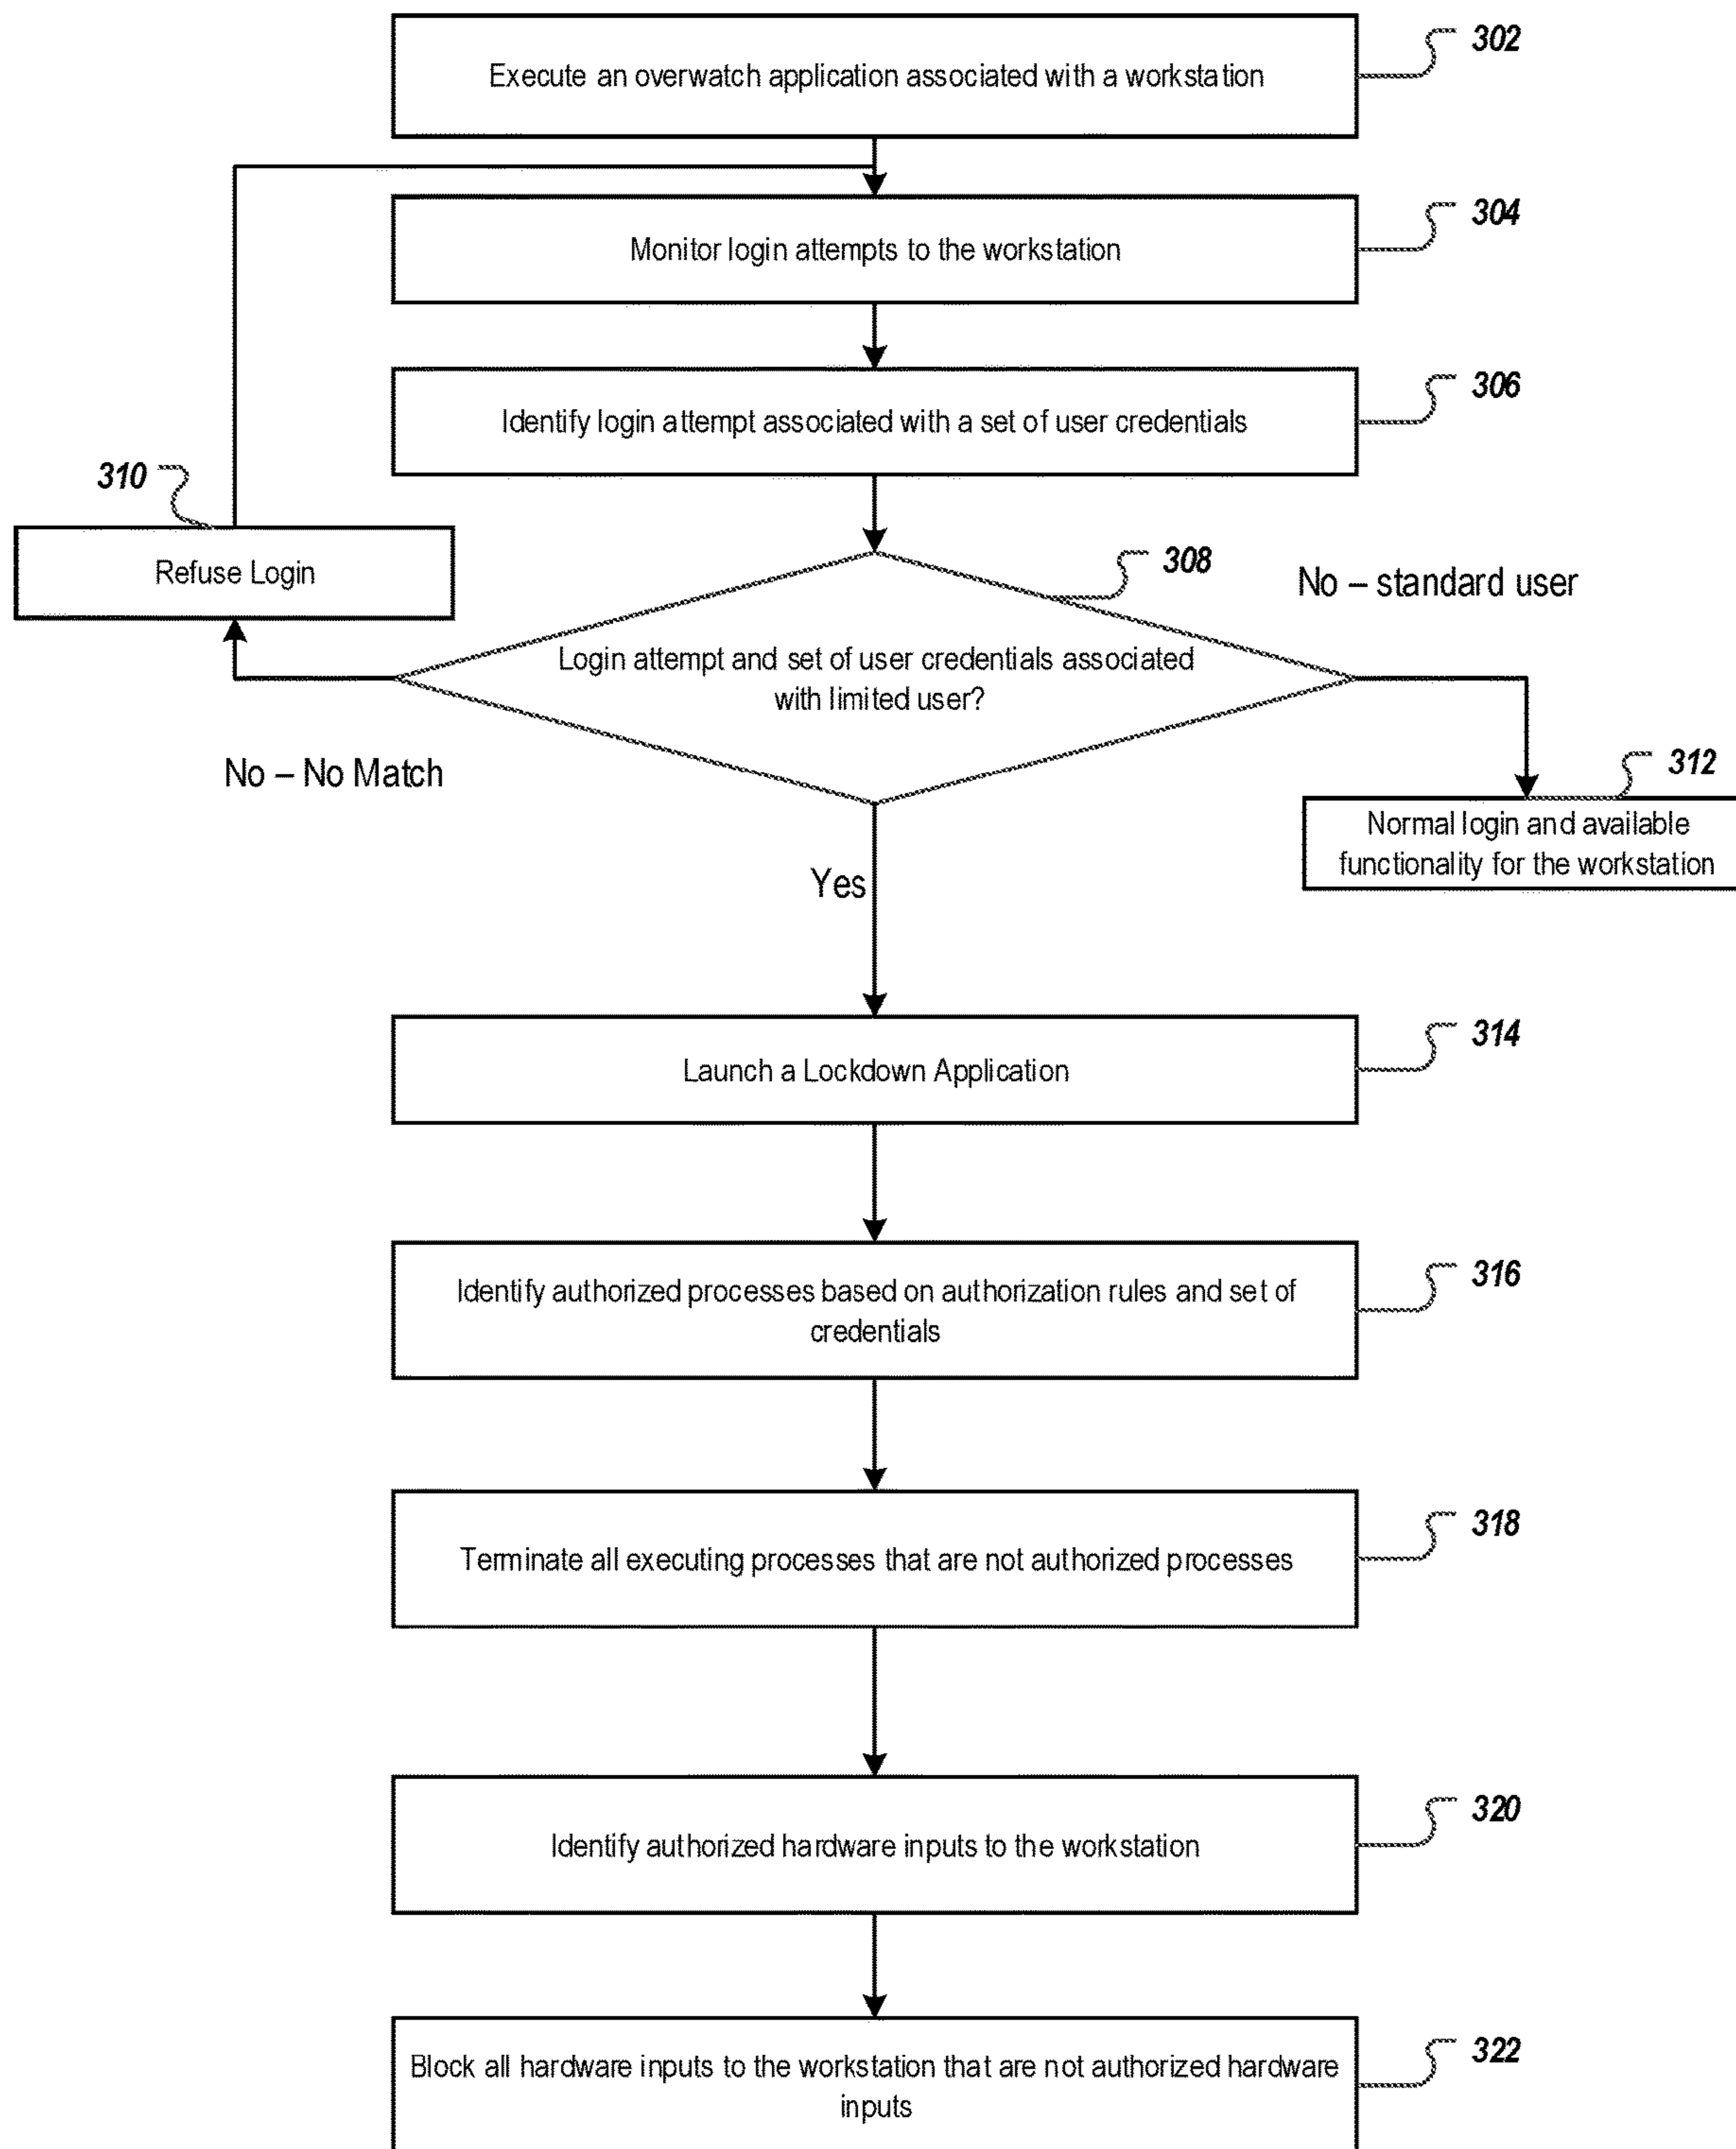 Execute an overwatch application associated with a workstation
302
Monitor login attempts to the workstation
304
Identify login attempt associated with a set of user credentials
306
310
Refuse Login
308
No – standard user
Login attempt and set of user credentials associated
with limited user?
No – No Match
312
Normal login and available
functionality for the workstation
Yes
Launch a Lockdown Application
314
Identify authorized processes based on authorization rules and set of
credentials
316
Terminate all executing processes that are not authorized processes
318
Identify authorized hardware inputs to the workstation
320
Block all hardware inputs to the workstation that are not authorized hardware
inputs
322